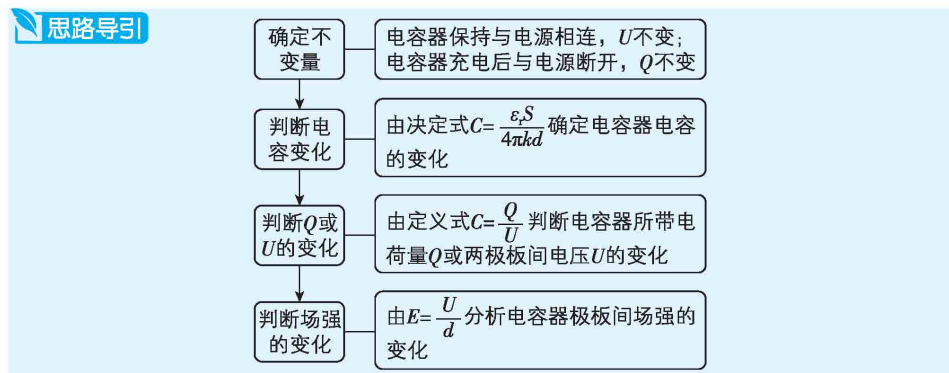 思路导引
确定不
变量
电容器保持与电源相连，U不变；
电容器充电后与电源断开，Q不变
判断电
容变化
由决定式C=εᵣS/4πkd确定电容器电容
的变化
判断Q或
U的变化
由定义式C=Q/U判断电容器所带电
荷量Q或两极板间电压U的变化
判断场强
的变化
由E=U/d分析电容器极板间场强的
变化